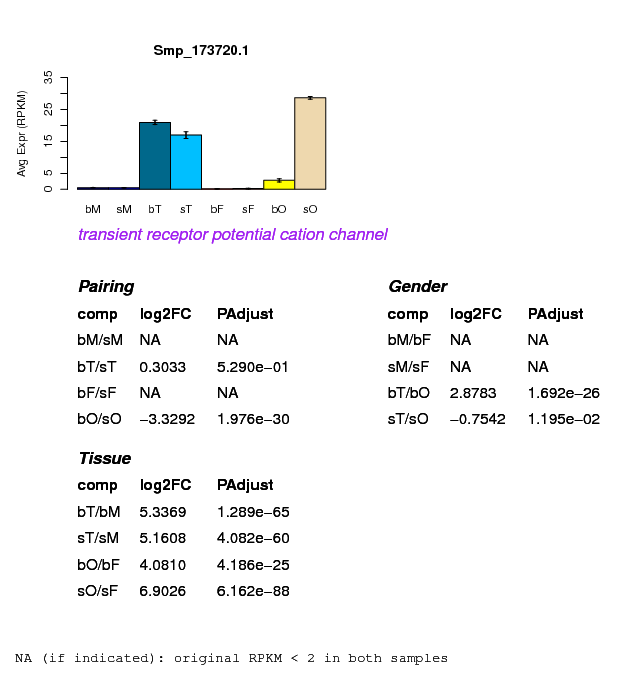 Smp_173720.1
Avg Expr (RPKM)
35
25
15
5
0
bM sM bT sT bF sF bO sO
transient receptor potential cation channel
Pairing
comp log2FC PAdjust
bM/sM NA NA
bT/sT 0.3033 5.290e−01
bF/sF NA NA
bO/sO −3.3292 1.976e−30
Gender
comp log2FC PAdjust
bM/bF NA NA
sM/sF NA NA
bT/bO 2.8783 1.692e−26
sT/sO −0.7542 1.195e−02
Tissue
comp log2FC PAdjust
bT/bM 5.3369 1.289e−65
sT/sM 5.1608 4.082e−60
bO/bF 4.0810 4.186e−25
sO/sF 6.9026 6.162e−88
NA (if indicated): original RPKM < 2 in both samples